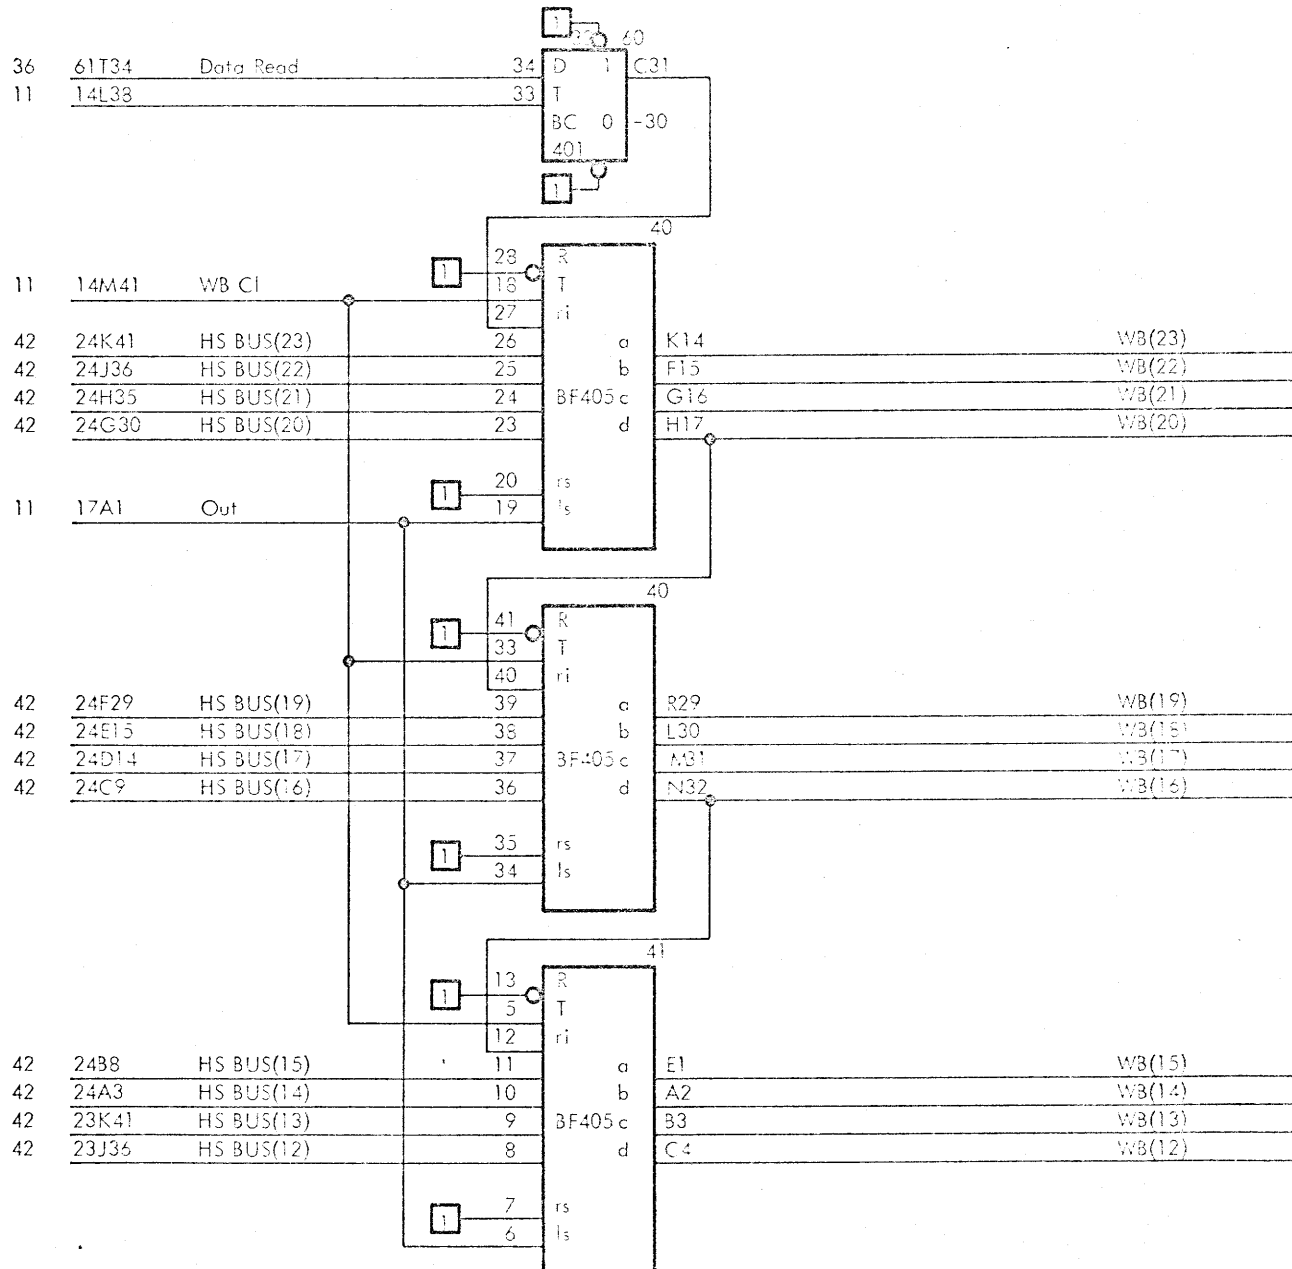 1
33 60
36 61T34 Data Read 34 D 1 C31
11 14L38 33 T
BC 0 -30
401
1
40
28 R
1
11 14M41 WB Cl 18 T
27 ri
42 24K41 HS BUS(23) 26 a K14 WB(23)
42 24J36 HS BUS(22) 25 b F15 WB(22)
42 24H35 HS BUS(21) 24 BF405 c G16 WB(21)
42 24G30 HS BUS(20) 23 d H17 WB(20)
20 rs
1
11 17A1 Out 19 ls
40
41 R
1
33 T
40 ri
42 24F29 HS BUS(19) 39 a R29 WB(19)
42 24E15 HS BUS(18) 38 b L30 WB(18)
42 24D14 HS BUS(17) 37 BF405 c M31 WB(17)
42 24C9 HS BUS(16) 36 d N32 WB(16)
35 rs
1
34 ls
41
13 R
1
5 T
12 ri
42 24B8 HS BUS(15) 11 a E1 WB(15)
42 24A3 HS BUS(14) 10 b A2 WB(14)
42 23K41 HS BUS(13) 9 BF405 c B3 WB(13)
42 23J36 HS BUS(12) 8 d C4 WB(12)
7 rs
1
6 ls